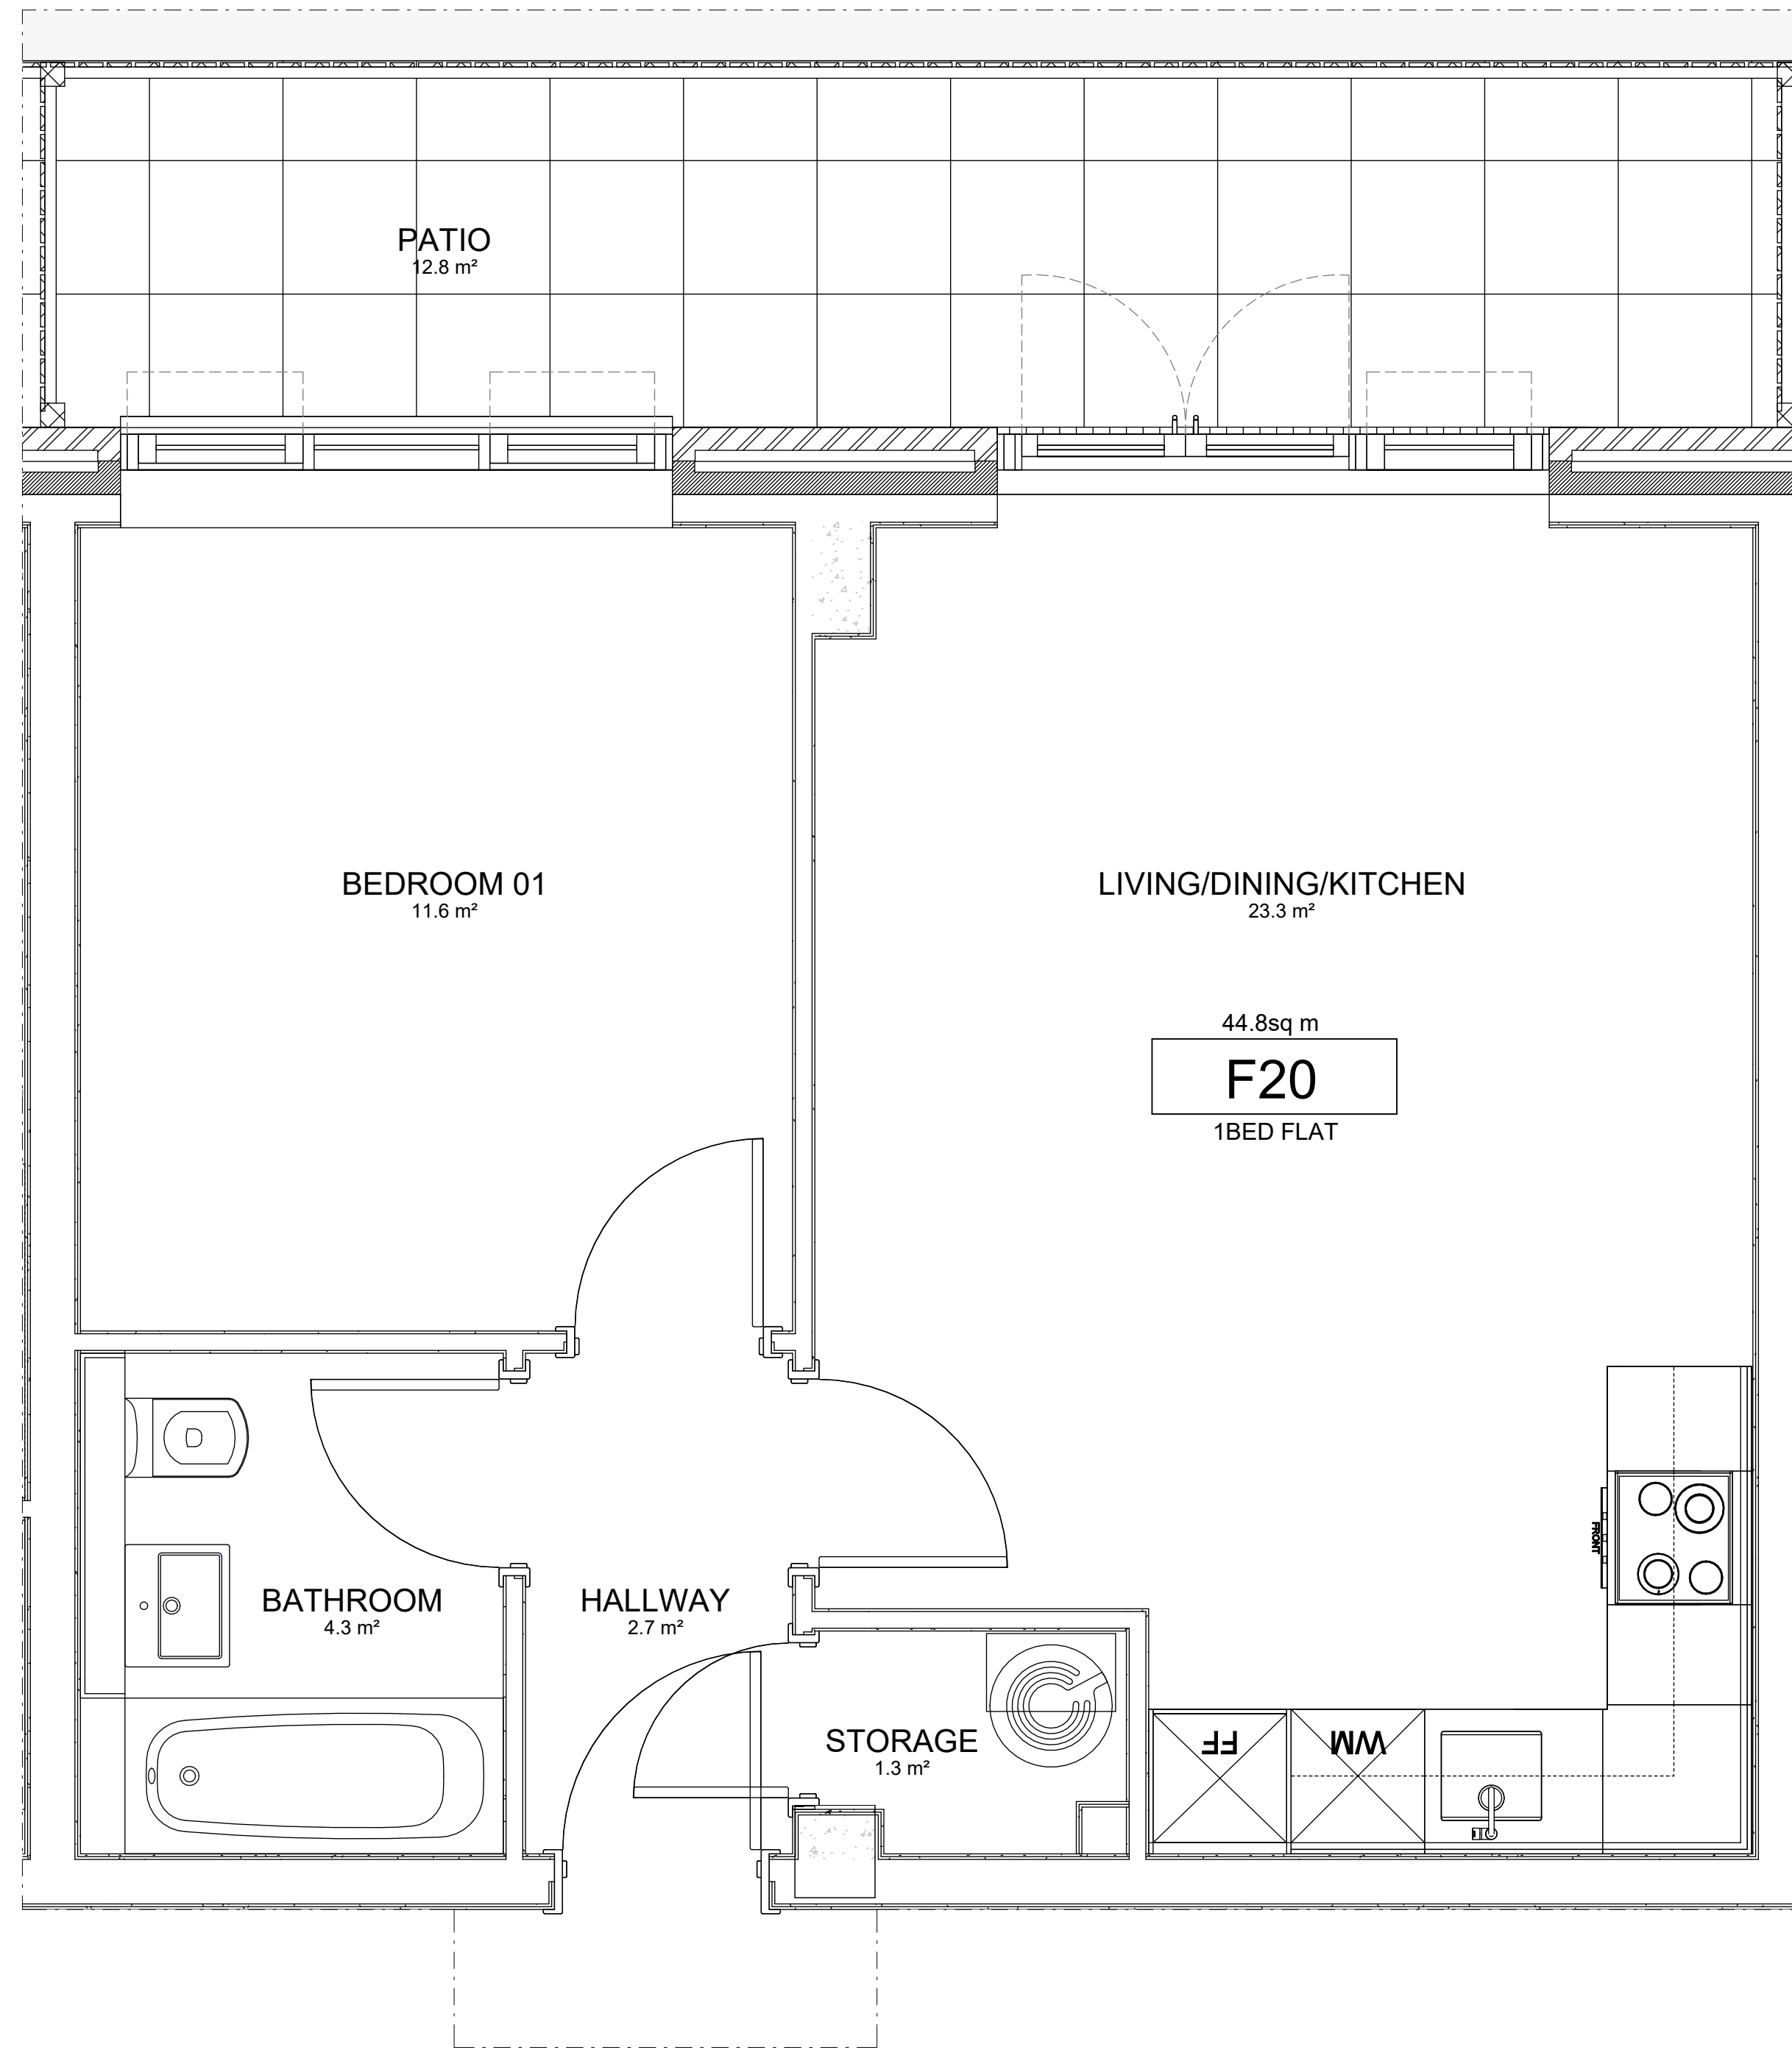 PATIO
12.8 m²
BEDROOM 01
11.6 m²
LIVING/DINING/KITCHEN
23.3 m²
44.8sq m
F20
1BED FLAT
FRONT
BATHROOM
4.3 m²
HALLWAY
2.7 m²
STORAGE
1.3 m²
FF
WM